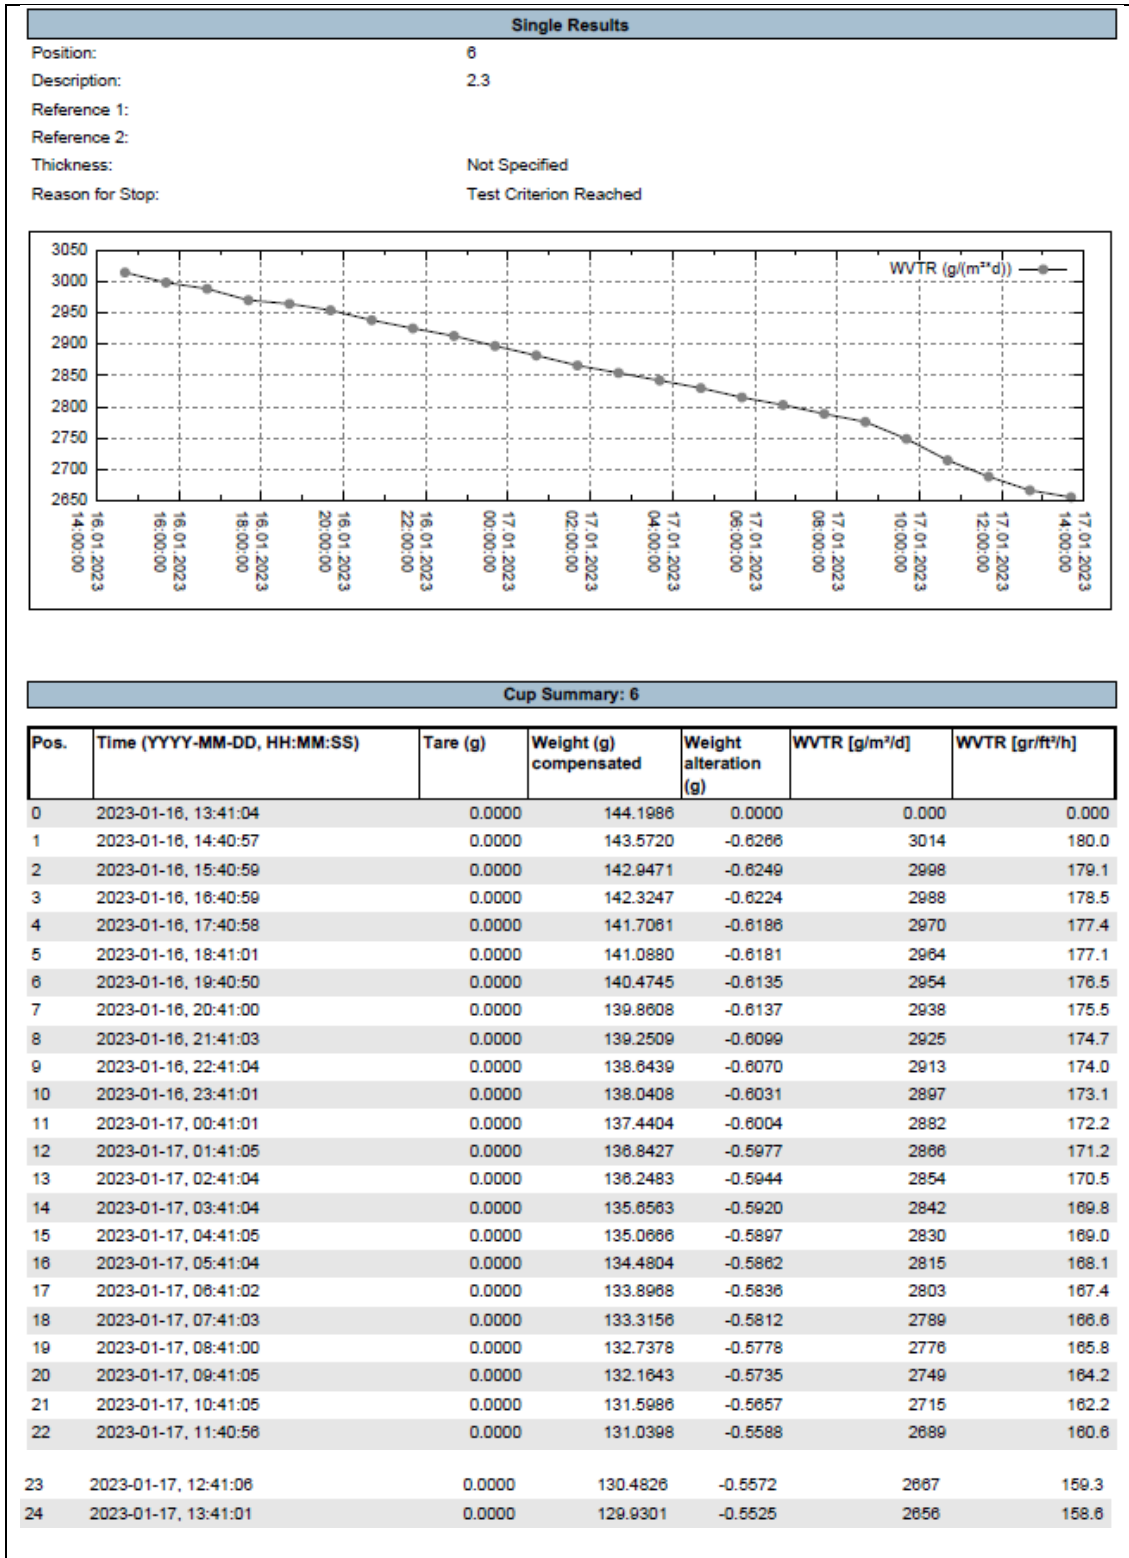 Single Results
Position: 6
Description: 2.3
Reference 1:
Reference 2:
Thickness: Not Specified
Reason for Stop: Test Criterion Reached
WVTR (g/(m²*d))
3050
3000
2950
2900
2850
2800
2750
2700
2650
16.01.2023 14:00:00
16.01.2023 16:00:00
16.01.2023 18:00:00
16.01.2023 20:00:00
16.01.2023 22:00:00
17.01.2023 00:00:00
17.01.2023 02:00:00
17.01.2023 04:00:00
17.01.2023 06:00:00
17.01.2023 08:00:00
17.01.2023 10:00:00
17.01.2023 12:00:00
17.01.2023 14:00:00
Cup Summary: 6
Pos. Time (YYYY-MM-DD, HH:MM:SS) Tare (g) Weight (g) compensated Weight alteration (g) WVTR [g/m²/d] WVTR [gr/ft²/h]
0 2023-01-16, 13:41:04 0.0000 144.1986 0.0000 0.000 0.000
1 2023-01-16, 14:40:57 0.0000 143.5720 -0.6266 3014 180.0
2 2023-01-16, 15:40:59 0.0000 142.9471 -0.6249 2998 179.1
3 2023-01-16, 16:40:59 0.0000 142.3247 -0.6224 2988 178.5
4 2023-01-16, 17:40:58 0.0000 141.7061 -0.6186 2970 177.4
5 2023-01-16, 18:41:01 0.0000 141.0880 -0.6181 2964 177.1
6 2023-01-16, 19:40:50 0.0000 140.4745 -0.6135 2954 176.5
7 2023-01-16, 20:41:00 0.0000 139.8608 -0.6137 2938 175.5
8 2023-01-16, 21:41:03 0.0000 139.2509 -0.6099 2925 174.7
9 2023-01-16, 22:41:04 0.0000 138.6439 -0.6070 2913 174.0
10 2023-01-16, 23:41:01 0.0000 138.0408 -0.6031 2897 173.1
11 2023-01-17, 00:41:01 0.0000 137.4404 -0.6004 2882 172.2
12 2023-01-17, 01:41:05 0.0000 136.8427 -0.5977 2866 171.2
13 2023-01-17, 02:41:04 0.0000 136.2483 -0.5944 2854 170.5
14 2023-01-17, 03:41:04 0.0000 135.6563 -0.5920 2842 169.8
15 2023-01-17, 04:41:05 0.0000 135.0666 -0.5897 2830 169.0
16 2023-01-17, 05:41:04 0.0000 134.4804 -0.5862 2815 168.1
17 2023-01-17, 06:41:02 0.0000 133.8968 -0.5836 2803 167.4
18 2023-01-17, 07:41:03 0.0000 133.3156 -0.5812 2789 166.6
19 2023-01-17, 08:41:00 0.0000 132.7378 -0.5778 2776 165.8
20 2023-01-17, 09:41:05 0.0000 132.1643 -0.5735 2749 164.2
21 2023-01-17, 10:41:05 0.0000 131.5986 -0.5657 2715 162.2
22 2023-01-17, 11:40:56 0.0000 131.0398 -0.5588 2689 160.6
23 2023-01-17, 12:41:06 0.0000 130.4826 -0.5572 2667 159.3
24 2023-01-17, 13:41:01 0.0000 129.9301 -0.5525 2656 158.6